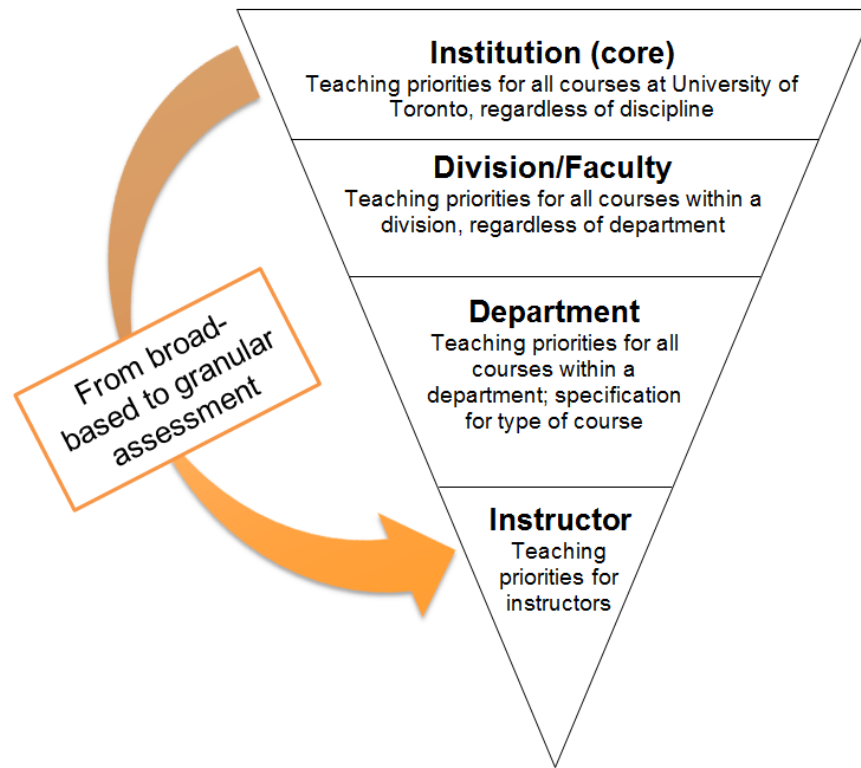 Institution (core)
Teaching priorities for all courses at University of
Toronto, regardless of discipline
Division/Faculty
Teaching priorities for all courses within a
division, regardless of department
Department
Teaching priorities for all
courses within a
department; specification
for type of course
Instructor
Teaching
priorities for
instructors
From broad-
based to granular
assessment